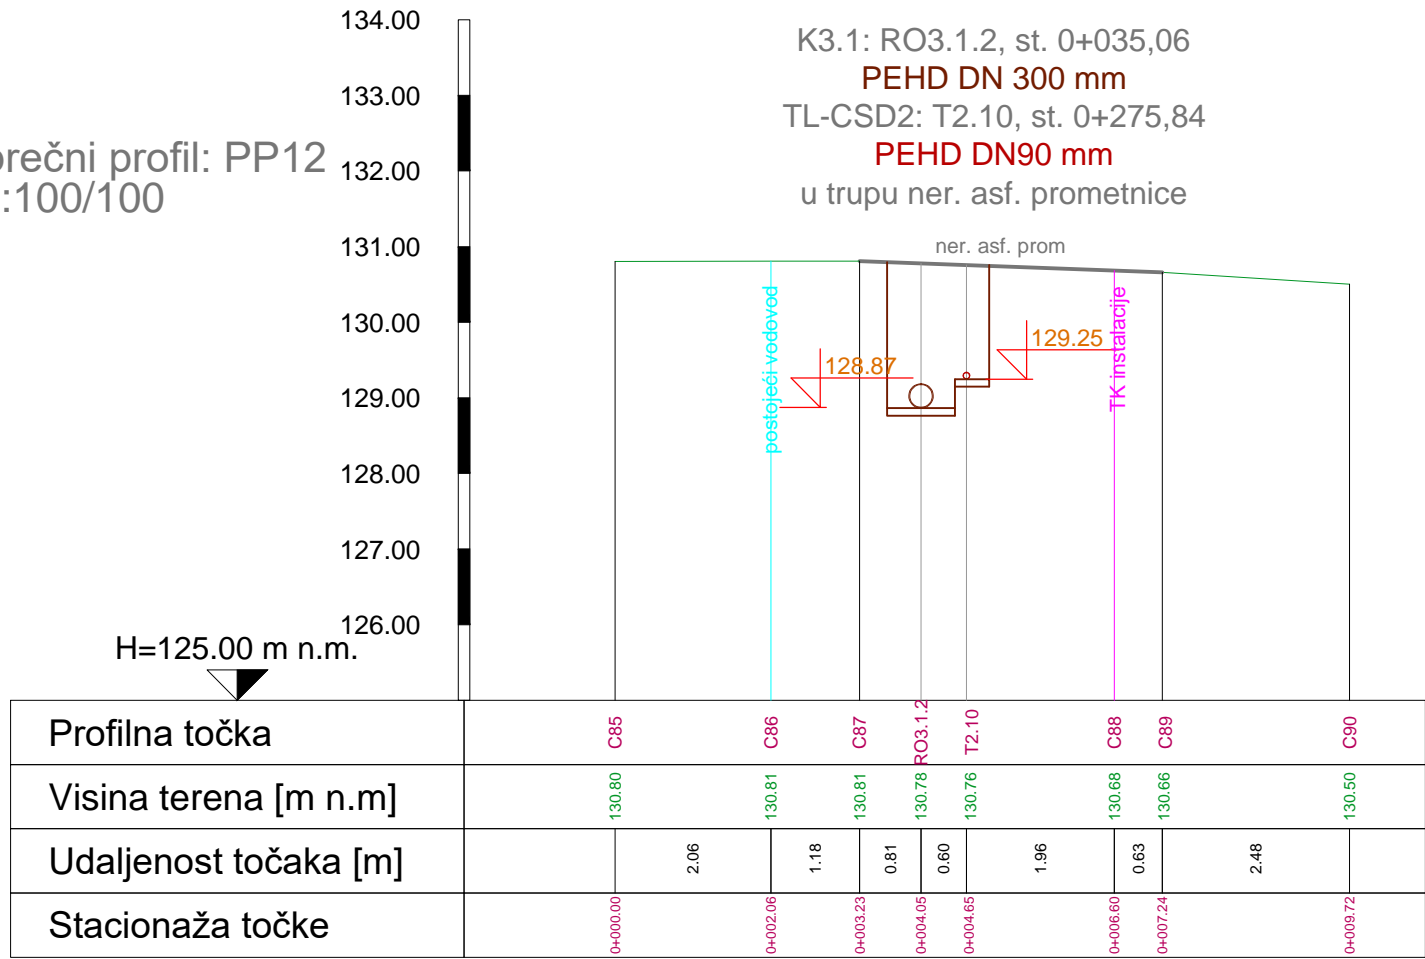 134.00
133.00
132.00
131.00
130.00
129.00
128.00
127.00
126.00
K3.1: RO3.1.2, st. 0+035,06
PEHD DN 300 mm
TL-CSD2: T2.10, st. 0+275,84
PEHD DN90 mm
u trupu ner. asf. prometnice
orečni profil: PP12
:100/100
ner. asf. prom
postojeći vodovod
128.87
129.25
TK instalacije
H=125.00 m n.m.
Profilna točka C85 C86 C87 RO3.1.2 T2.10 C88 C89 C90
Visina terena [m n.m] 130.80 130.81 130.81 130.78 130.76 130.68 130.66 130.50
Udaljenost točaka [m] 2.06 1.18 0.81 0.60 1.96 0.63 2.48
Stacionaža točke 0+000.00 0+002.06 0+003.23 0+004.05 0+004.65 0+006.60 0+007.24 0+009.72